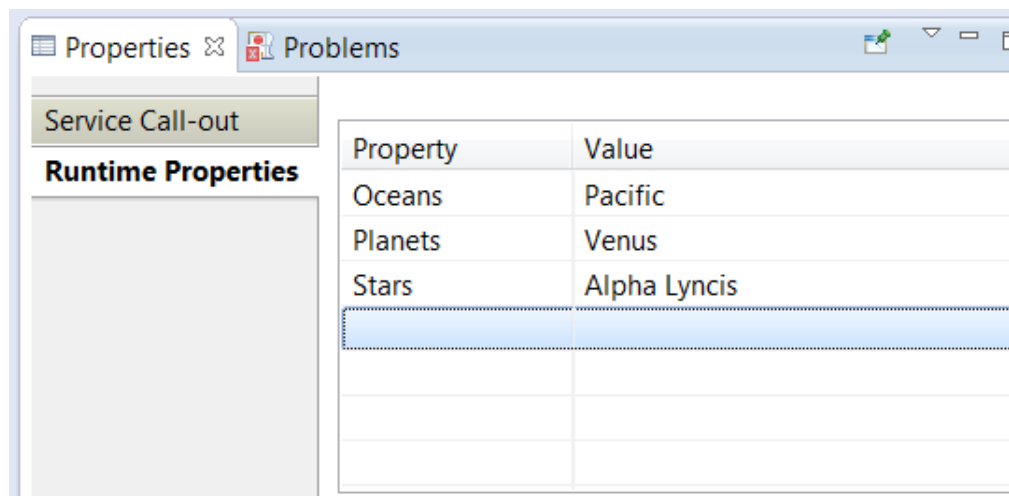 Properties Problems
Service Call-out
Runtime Properties
Property Value
Oceans Pacific
Planets Venus
Stars Alpha Lyncis